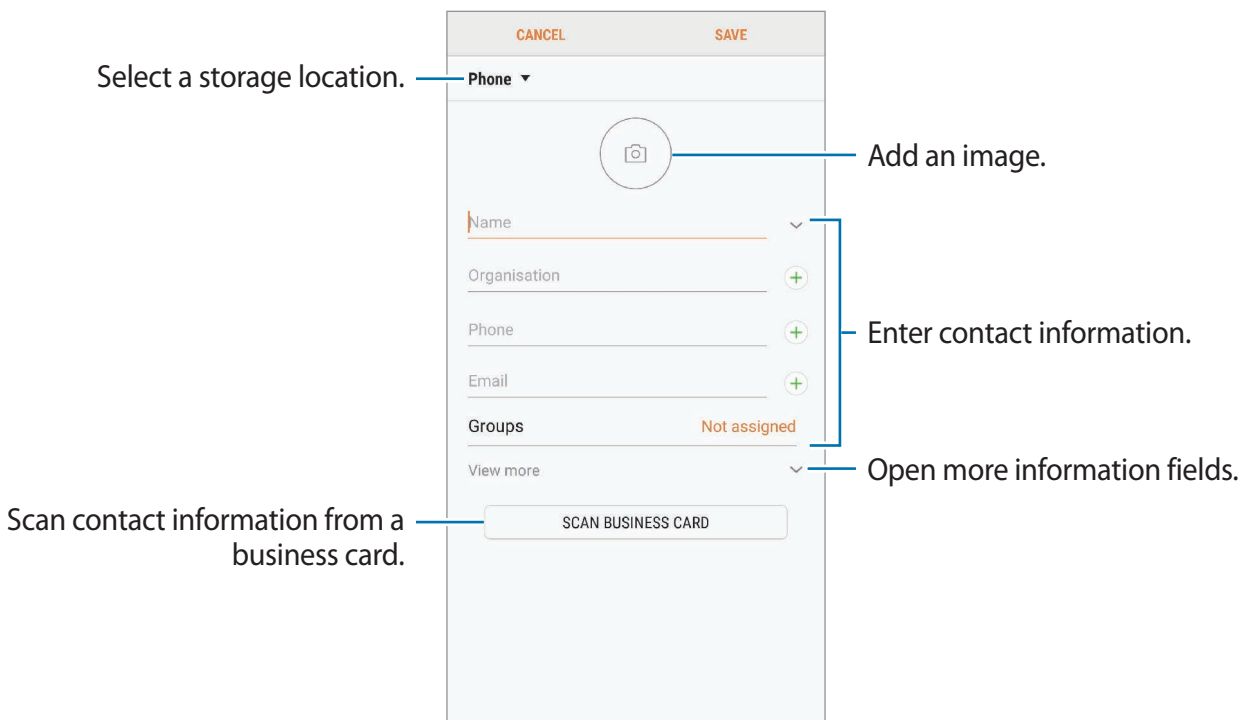 CANCEL SAVE
Select a storage location.
Phone
Add an image.
Name
Organisation
Phone
Enter contact information.
Email
Groups Not assigned
View more
Open more information fields.
Scan contact information from a
business card.
SCAN BUSINESS CARD